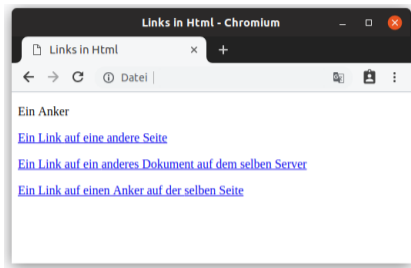 Links in Html - Chromium
Links in Html
Datei
Ein Anker
Ein Link auf eine andere Seite
Ein Link auf ein anderes Dokument auf dem selben Server
Ein Link auf einen Anker auf der selben Seite